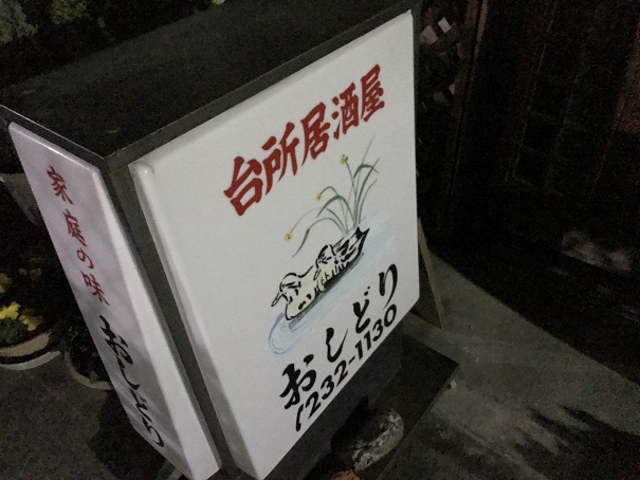 台所居酒屋
おしどり
232-1130
家庭の味
おしどり